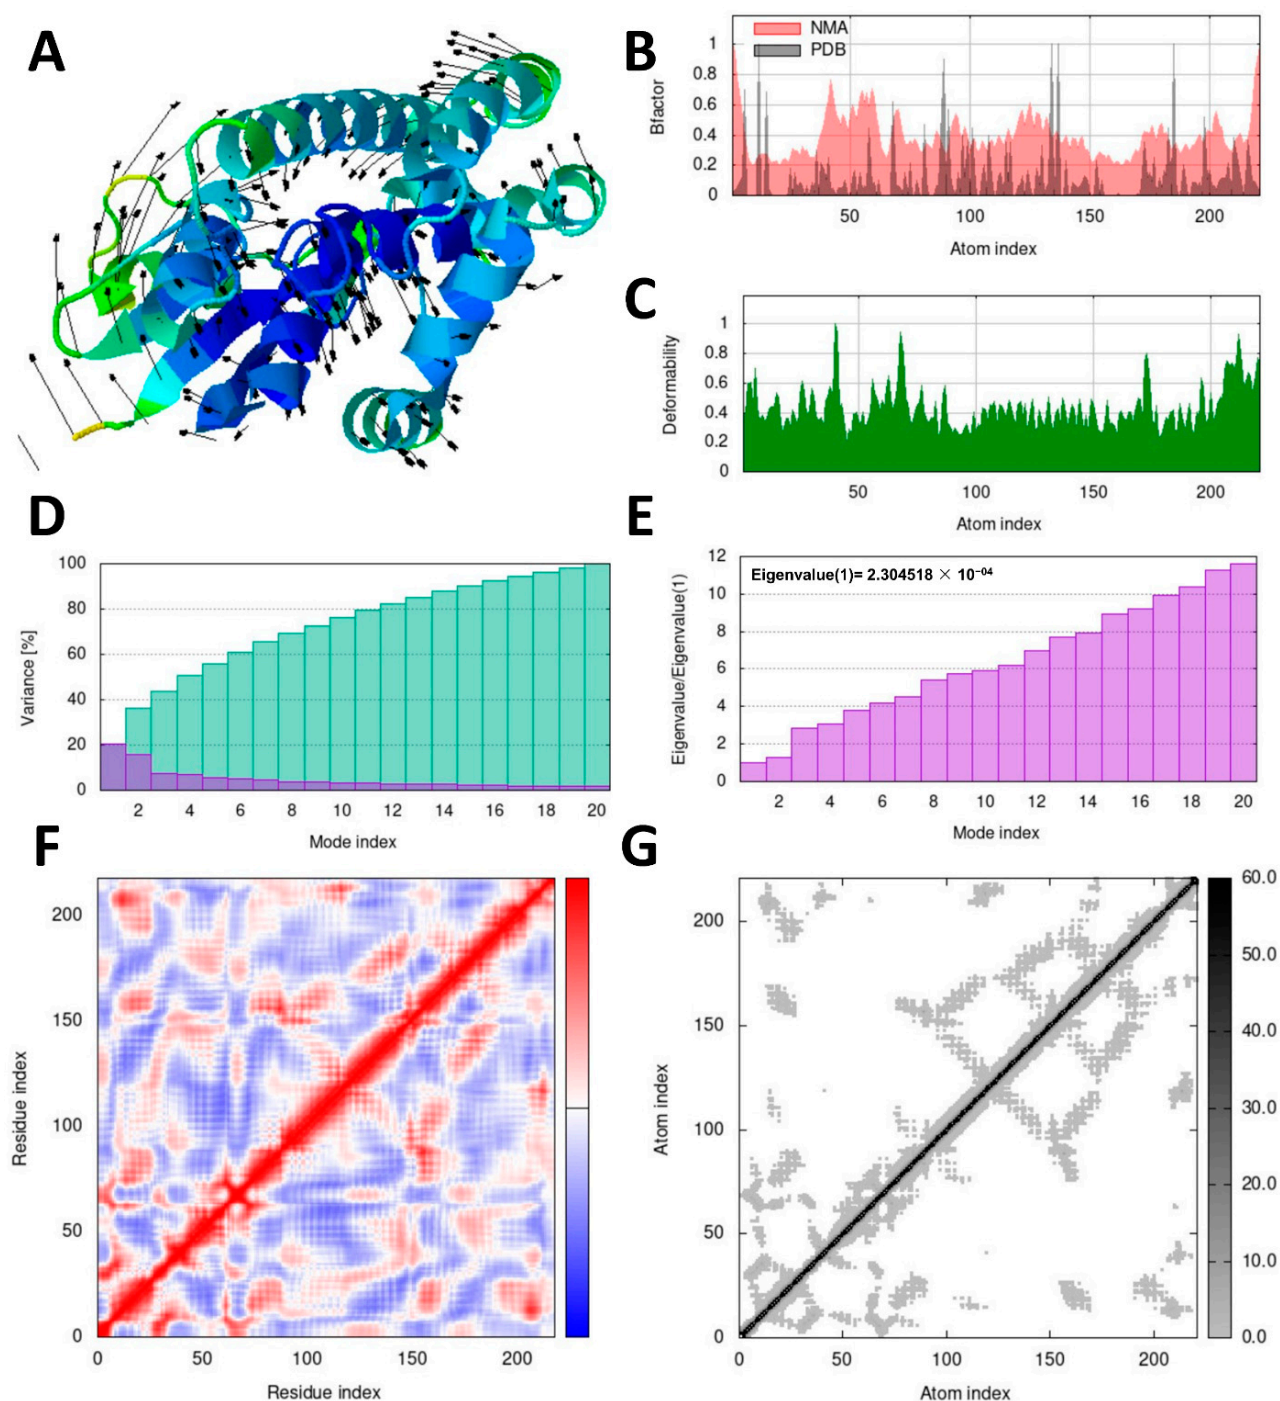 A
B
NMA
PDB
1
0.8
0.6
0.4
0.2
0
Bfactor
50
100
150
200
Atom index
C
1
0.8
0.6
0.4
0.2
0
Deformability
50
100
150
200
Atom index
D
100
80
60
40
20
0
Variance [%]
2 4 6 8 10 12 14 16 18 20
Mode index
E
Eigenvalue(1)= 2.304518 × 10⁻⁰⁴
12
10
8
6
4
2
0
Eigenvalue/Eigenvalue(1)
2 4 6 8 10 12 14 16 18 20
Mode index
F
200
150
100
50
0
Residue index
0 50 100 150 200
Residue index
G
200
150
100
50
0
Atom index
0 50 100 150 200
Atom index
60.0
50.0
40.0
30.0
20.0
10.0
0.0